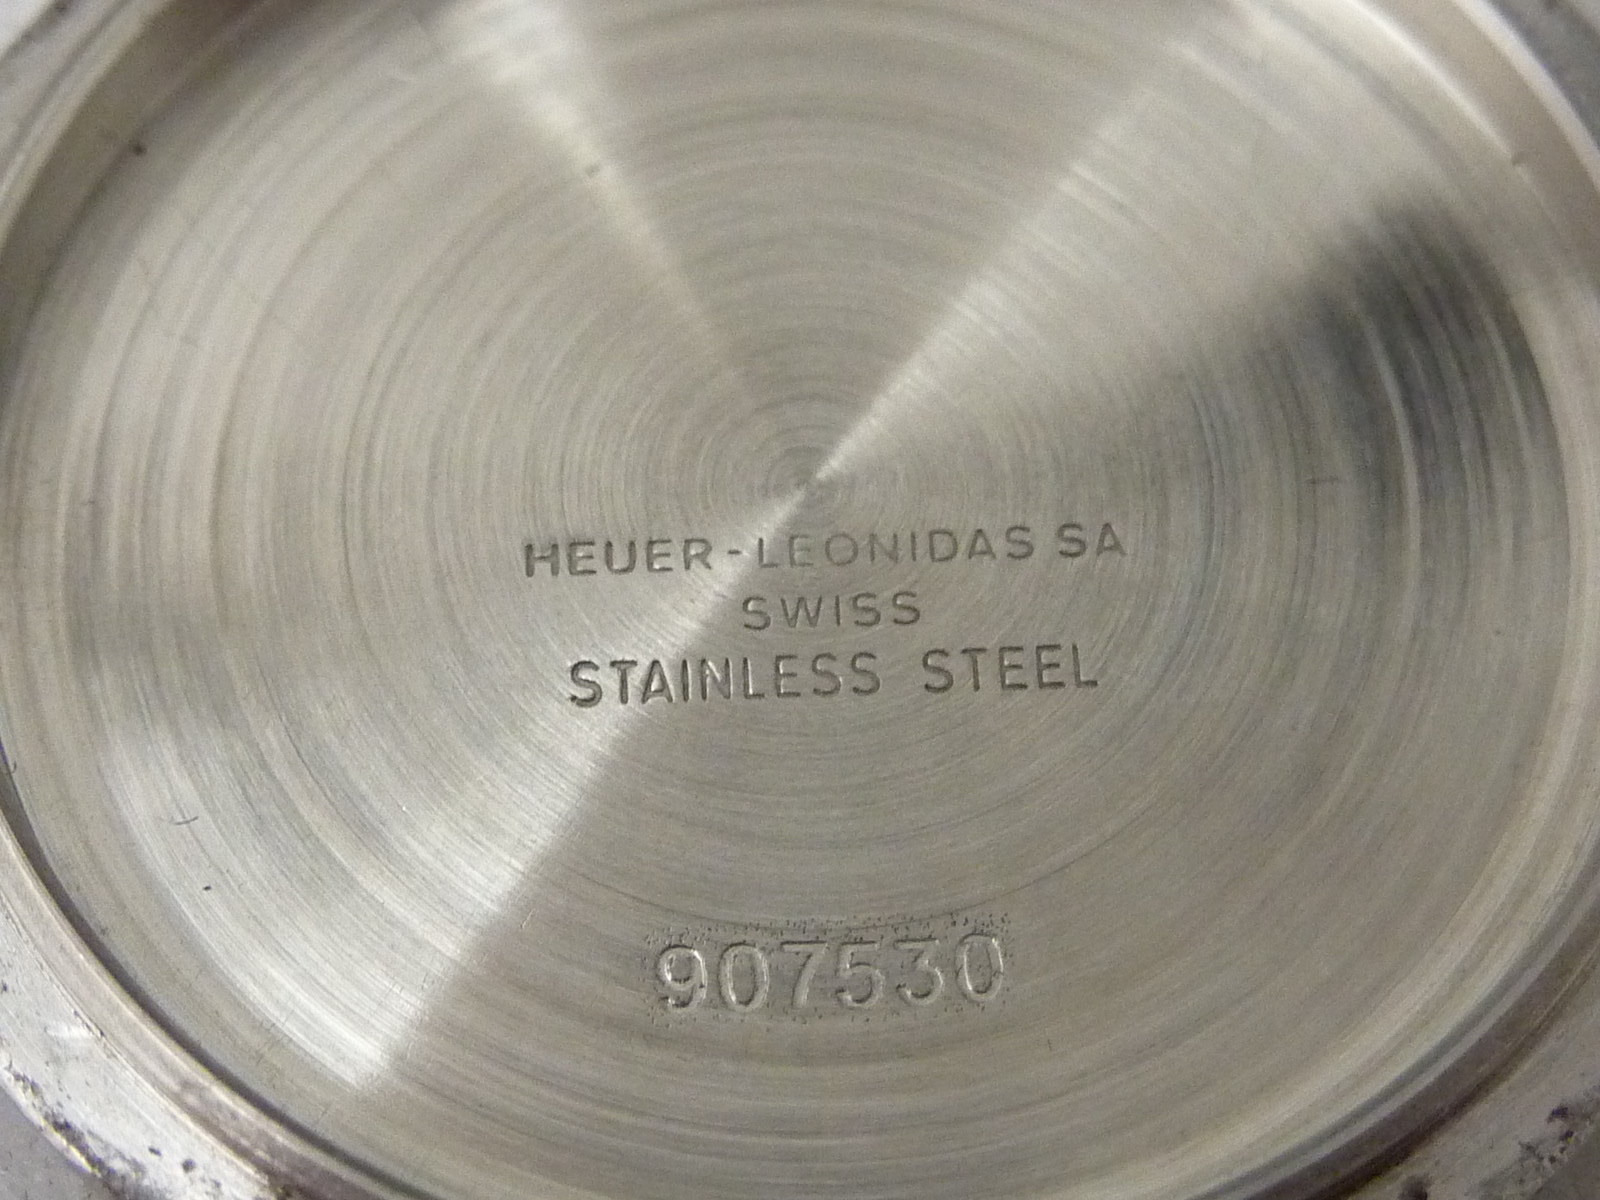 HEUER-LEONIDAS SA
SWISS
STAINLESS STEEL
907530